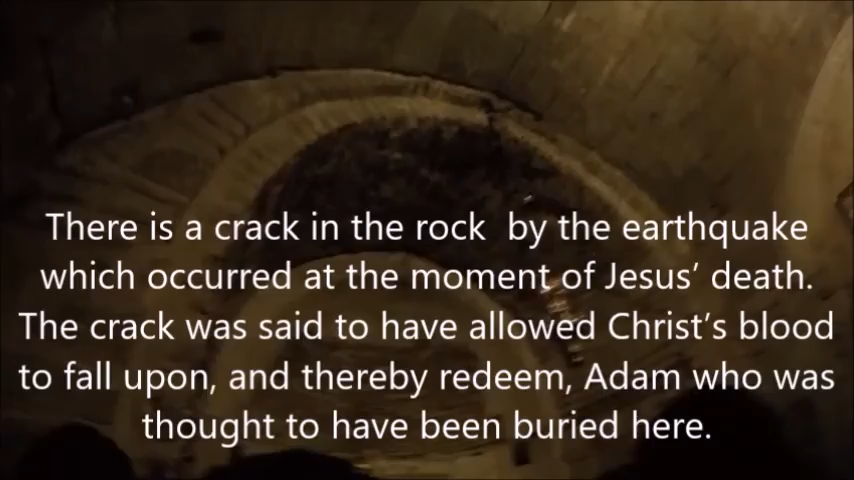 There is a crack in the rock  by the earthquake
which occurred at the moment of Jesus’ death.
The crack was said to have allowed Christ’s blood
to fall upon, and thereby redeem, Adam who was
thought to have been buried here.